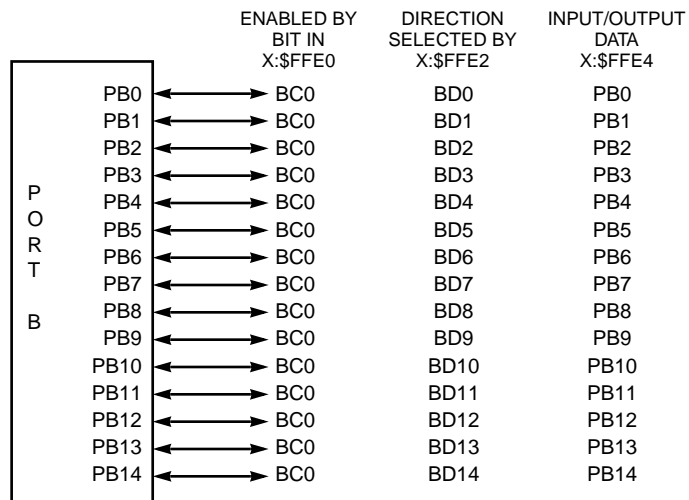 ENABLED BY DIRECTION INPUT/OUTPUT
BIT IN SELECTED BY DATA
X:$FFE0 X:$FFE2 X:$FFE4
PORT B
PB0 BC0 BD0 PB0
PB1 BC0 BD1 PB1
PB2 BC0 BD2 PB2
PB3 BC0 BD3 PB3
PB4 BC0 BD4 PB4
PB5 BC0 BD5 PB5
PB6 BC0 BD6 PB6
PB7 BC0 BD7 PB7
PB8 BC0 BD8 PB8
PB9 BC0 BD9 PB9
PB10 BC0 BD10 PB10
PB11 BC0 BD11 PB11
PB12 BC0 BD12 PB12
PB13 BC0 BD13 PB13
PB14 BC0 BD14 PB14